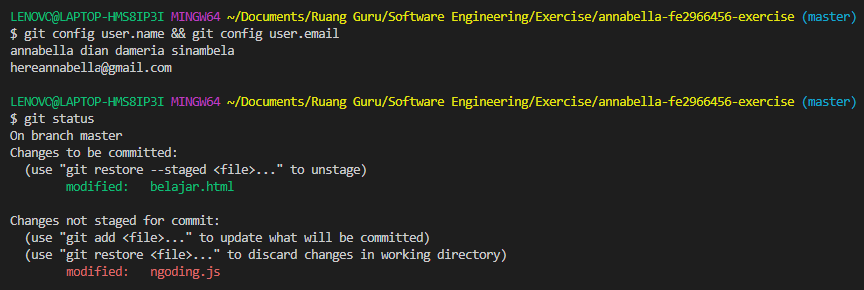 LENOVO@LAPTOP-HMS8IP3I MINGW64 ~/Documents/Ruang Guru/Software Engineering/Exercise/annabella-fe2966456-exercise (master)
$ git config user.name && git config user.email
annabella dian dameria sinambela
hereannabella@gmail.com
LENOVO@LAPTOP-HMS8IP3I MINGW64 ~/Documents/Ruang Guru/Software Engineering/Exercise/annabella-fe2966456-exercise (master)
$ git status
On branch master
Changes to be committed:
  (use "git restore --staged <file>..." to unstage)
        modified:   belajar.html
Changes not staged for commit:
  (use "git add <file>..." to update what will be committed)
  (use "git restore <file>..." to discard changes in working directory)
        modified:   ngoding.js